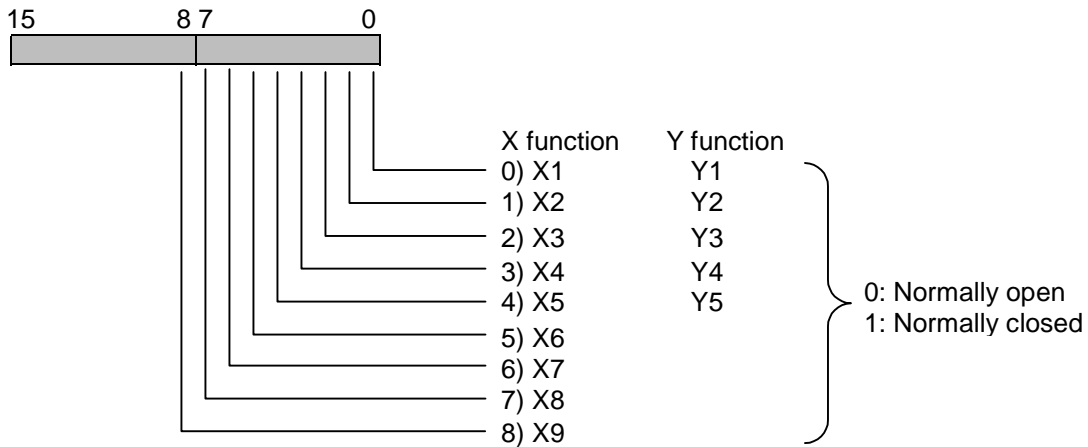 15 8 7 0
X function Y function
0) X1 Y1
1) X2 Y2
2) X3 Y3
3) X4 Y4
4) X5 Y5
5) X6
6) X7
7) X8
8) X9
0: Normally open
1: Normally closed